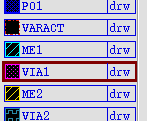 PO1 drw
VARACT drw
ME1 drw
VIA1 drw
ME2 drw
VIA2 drw